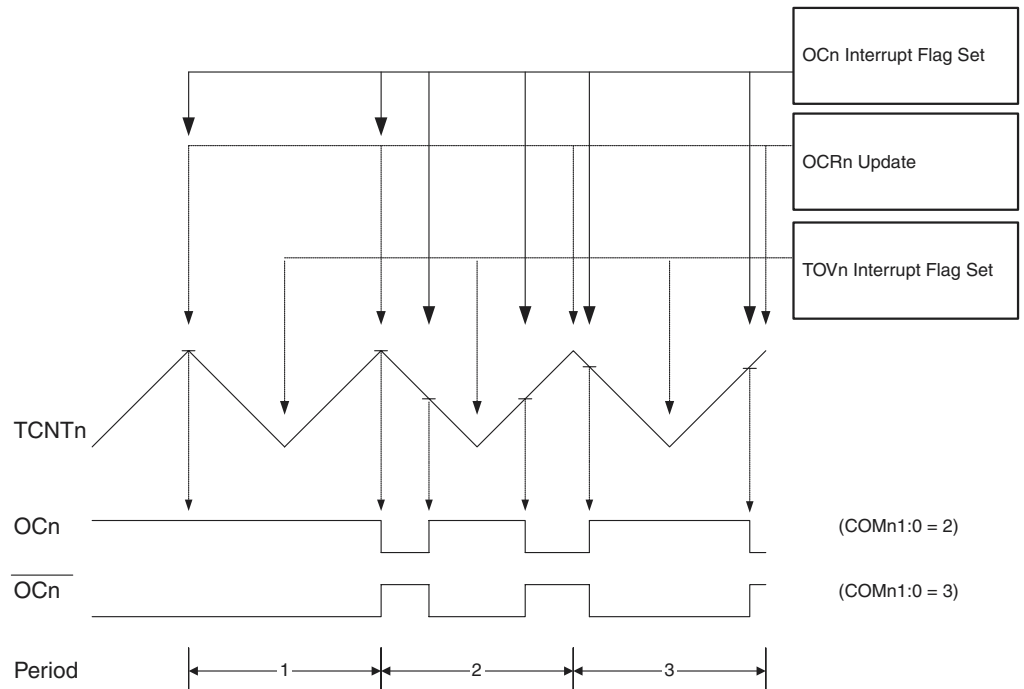 OCn Interrupt Flag Set
OCRn Update
TOVn Interrupt Flag Set
TCNTn
OCn
(COMn1:0 = 2)
OCn
(COMn1:0 = 3)
Period
1
2
3